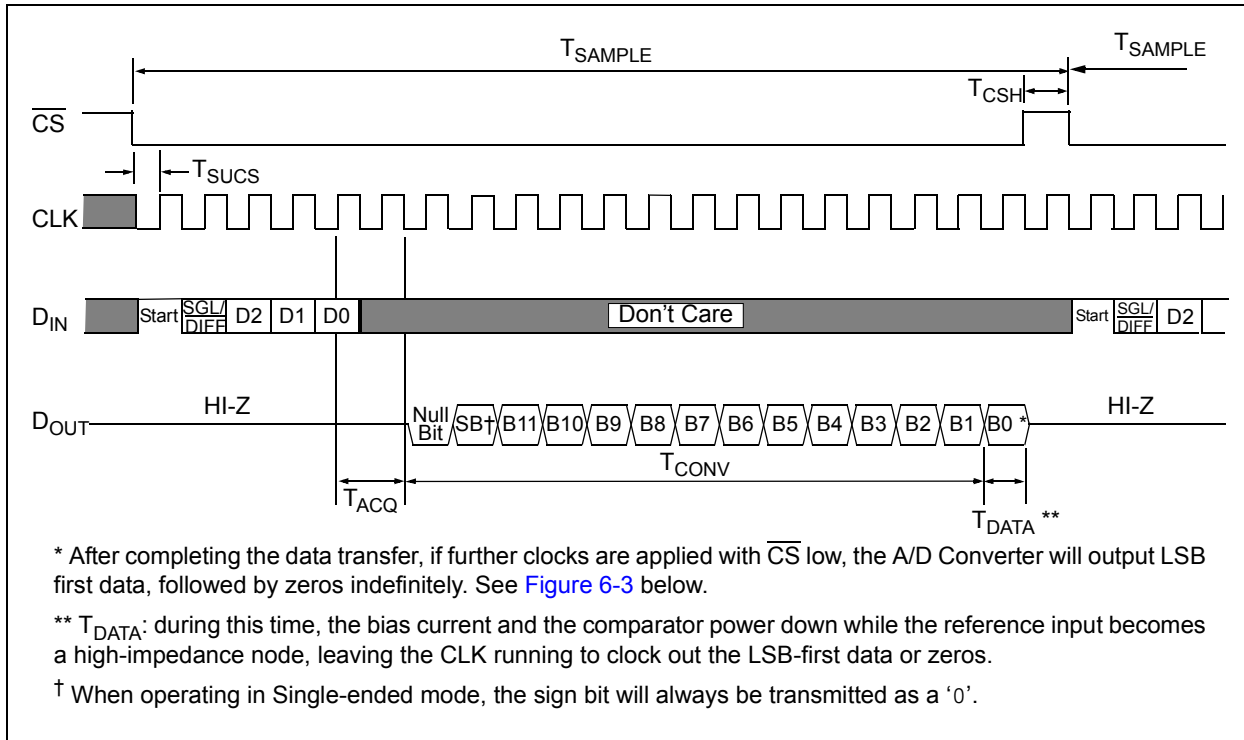 TSAMPLE
TSAMPLE
TCSH
CS
TSUCS
CLK
DIN
Start
SGL/
DIFF
D2
D1
D0
Don't Care
Start
SGL/
DIFF
D2
DOUT
HI-Z
Null
Bit
SB†
B11
B10
B9
B8
B7
B6
B5
B4
B3
B2
B1
B0 *
HI-Z
TCONV
TACQ
TDATA **
* After completing the data transfer, if further clocks are applied with CS low, the A/D Converter will output LSB
first data, followed by zeros indefinitely. See Figure 6-3 below.
** TDATA: during this time, the bias current and the comparator power down while the reference input becomes
a high-impedance node, leaving the CLK running to clock out the LSB-first data or zeros.
† When operating in Single-ended mode, the sign bit will always be transmitted as a ‘0’.